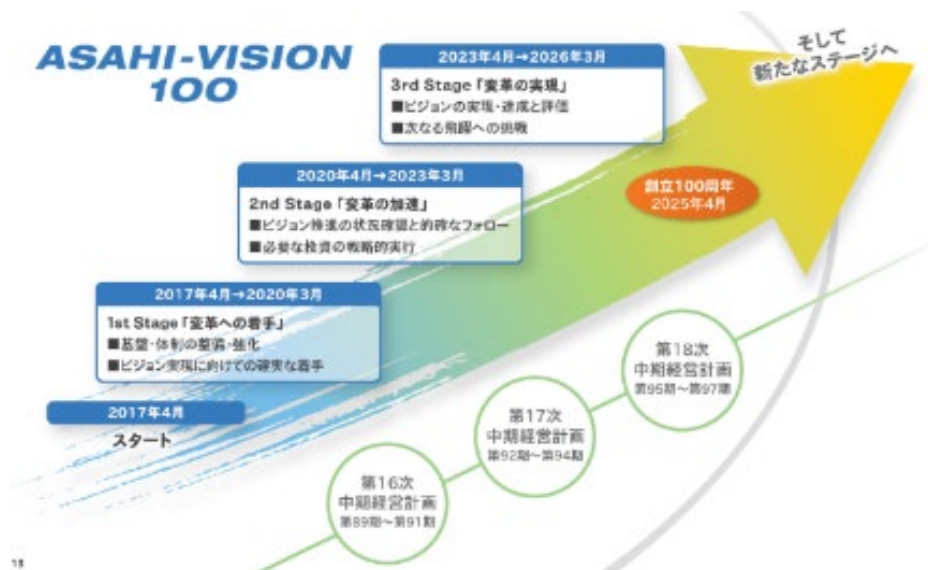 ASAHI-VISION
100
そして
新たなステージへ
2023年4月→2026年3月
3rd Stage「変革の実現」
■ビジョンの実現・達成と評価
■次なる飛躍への挑戦
創立100周年
2025年4月
2020年4月→2023年3月
2nd Stage「変革の加速」
■ビジョン推進の状況確認と的確なフォロー
■必要な投資の戦略的実行
2017年4月→2020年3月
1st Stage「変革への着手」
■基盤・体制の整備・強化
■ビジョン実現に向けての確実な着手
2017年4月
スタート
第18次
中期経営計画
第95期~第97期
第17次
中期経営計画
第92期~第94期
第16次
中期経営計画
第89期~第91期